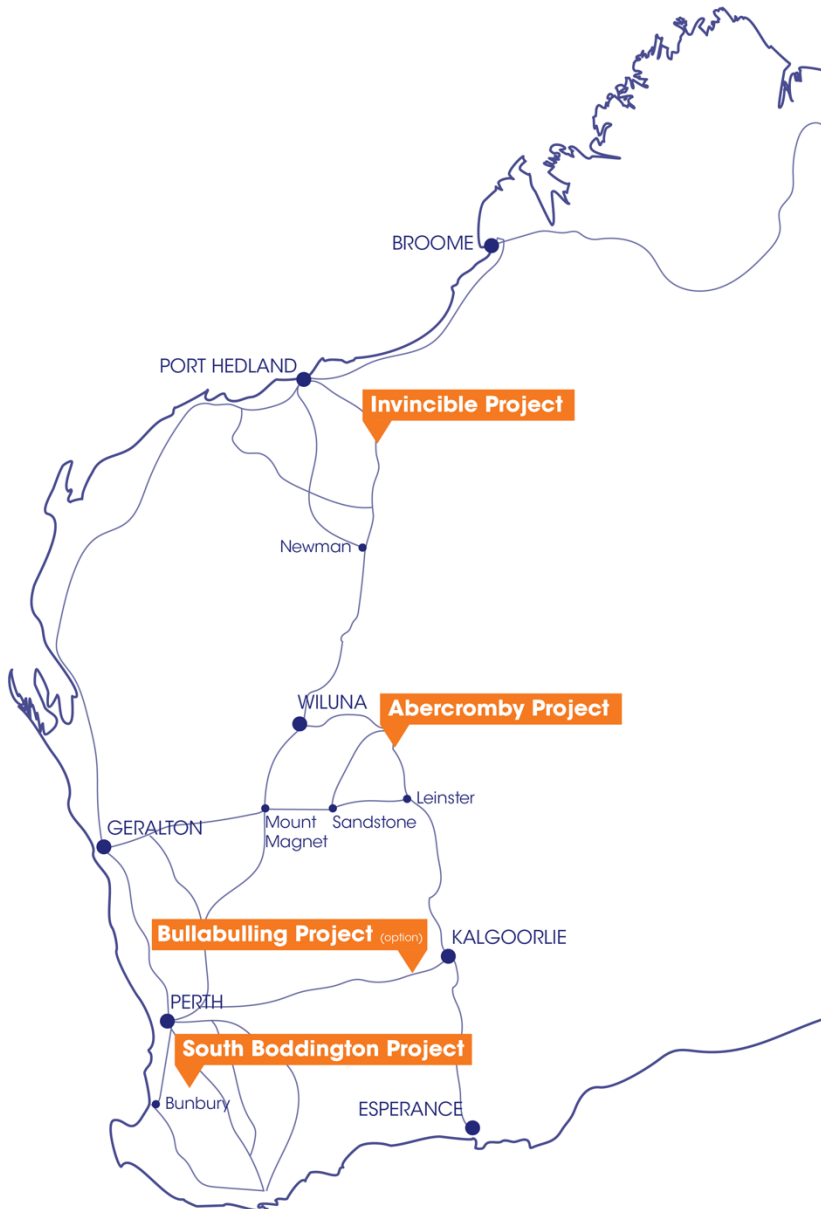 BROOME
PORT HEDLAND
Invincible Project
Newman
WILUNA
Abercromby Project
Leinster
Mount
Magnet
Sandstone
GERALTON
Bullabulling Project (option)
KALGOORLIE
PERTH
South Boddington Project
Bunbury
ESPERANCE